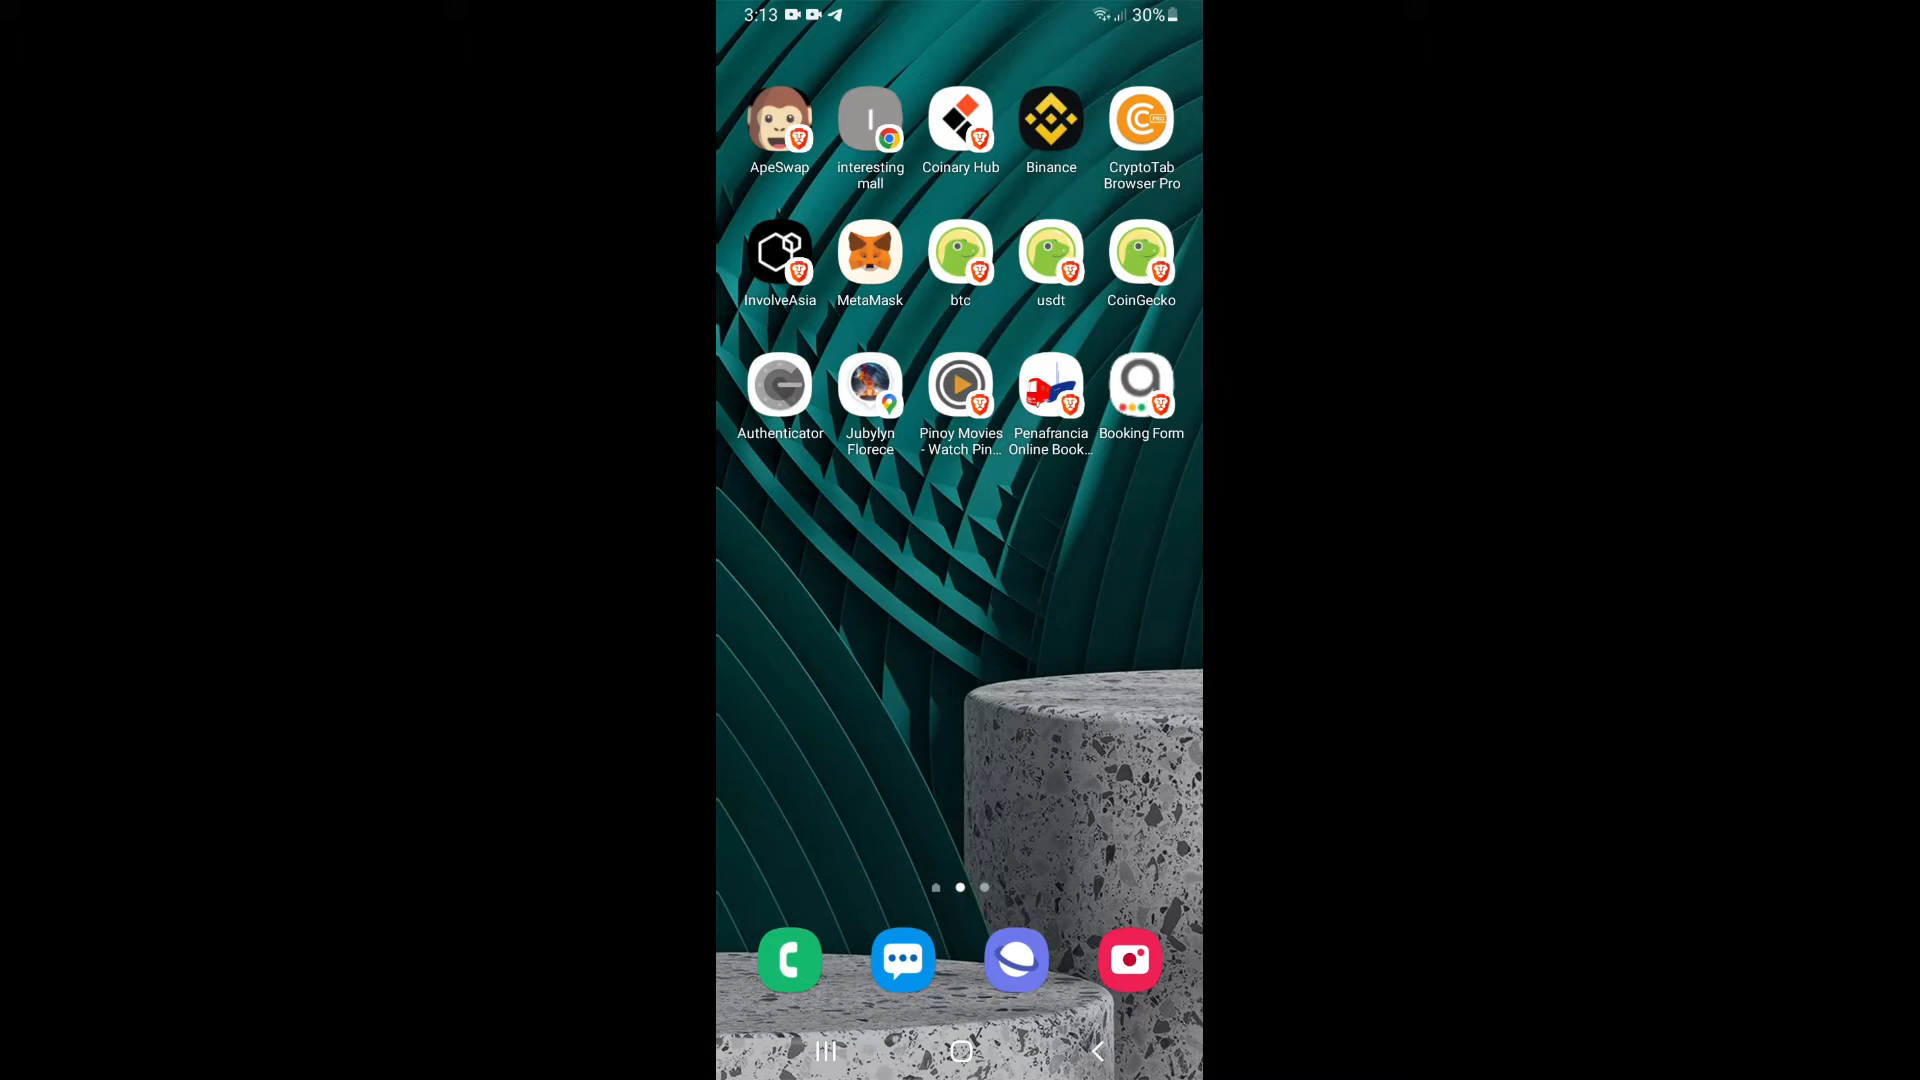 3:13
30%
ApeSwap
interesting
mall
Coinary Hub
Binance
CryptoTab
Browser Pro
PRO
InvolveAsia
MetaMask
btc
usdt
CoinGecko
Authenticator
Jubylyn
Florece
Pinoy Movies
- Watch Pin...
Penafrancia
Online Book...
Booking Form